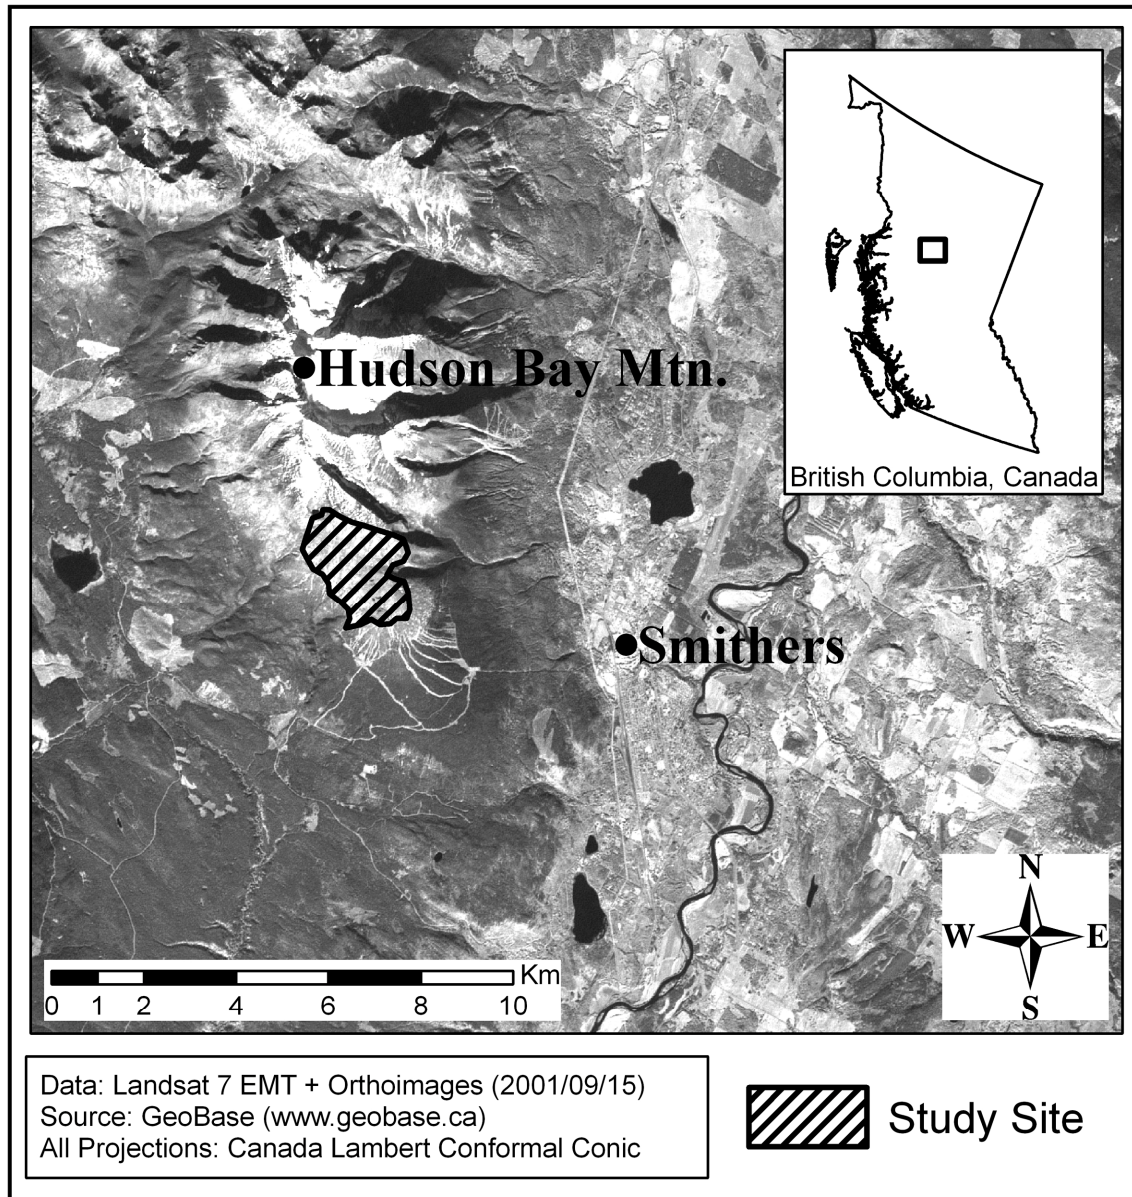 British Columbia, Canada
Hudson Bay Mtn.
Smithers
N
W E
S
Km
0 1 2 4 6 8 10
Data: Landsat 7 EMT + Orthoimages (2001/09/15)
Source: GeoBase (www.geobase.ca)
All Projections: Canada Lambert Conformal Conic
Study Site